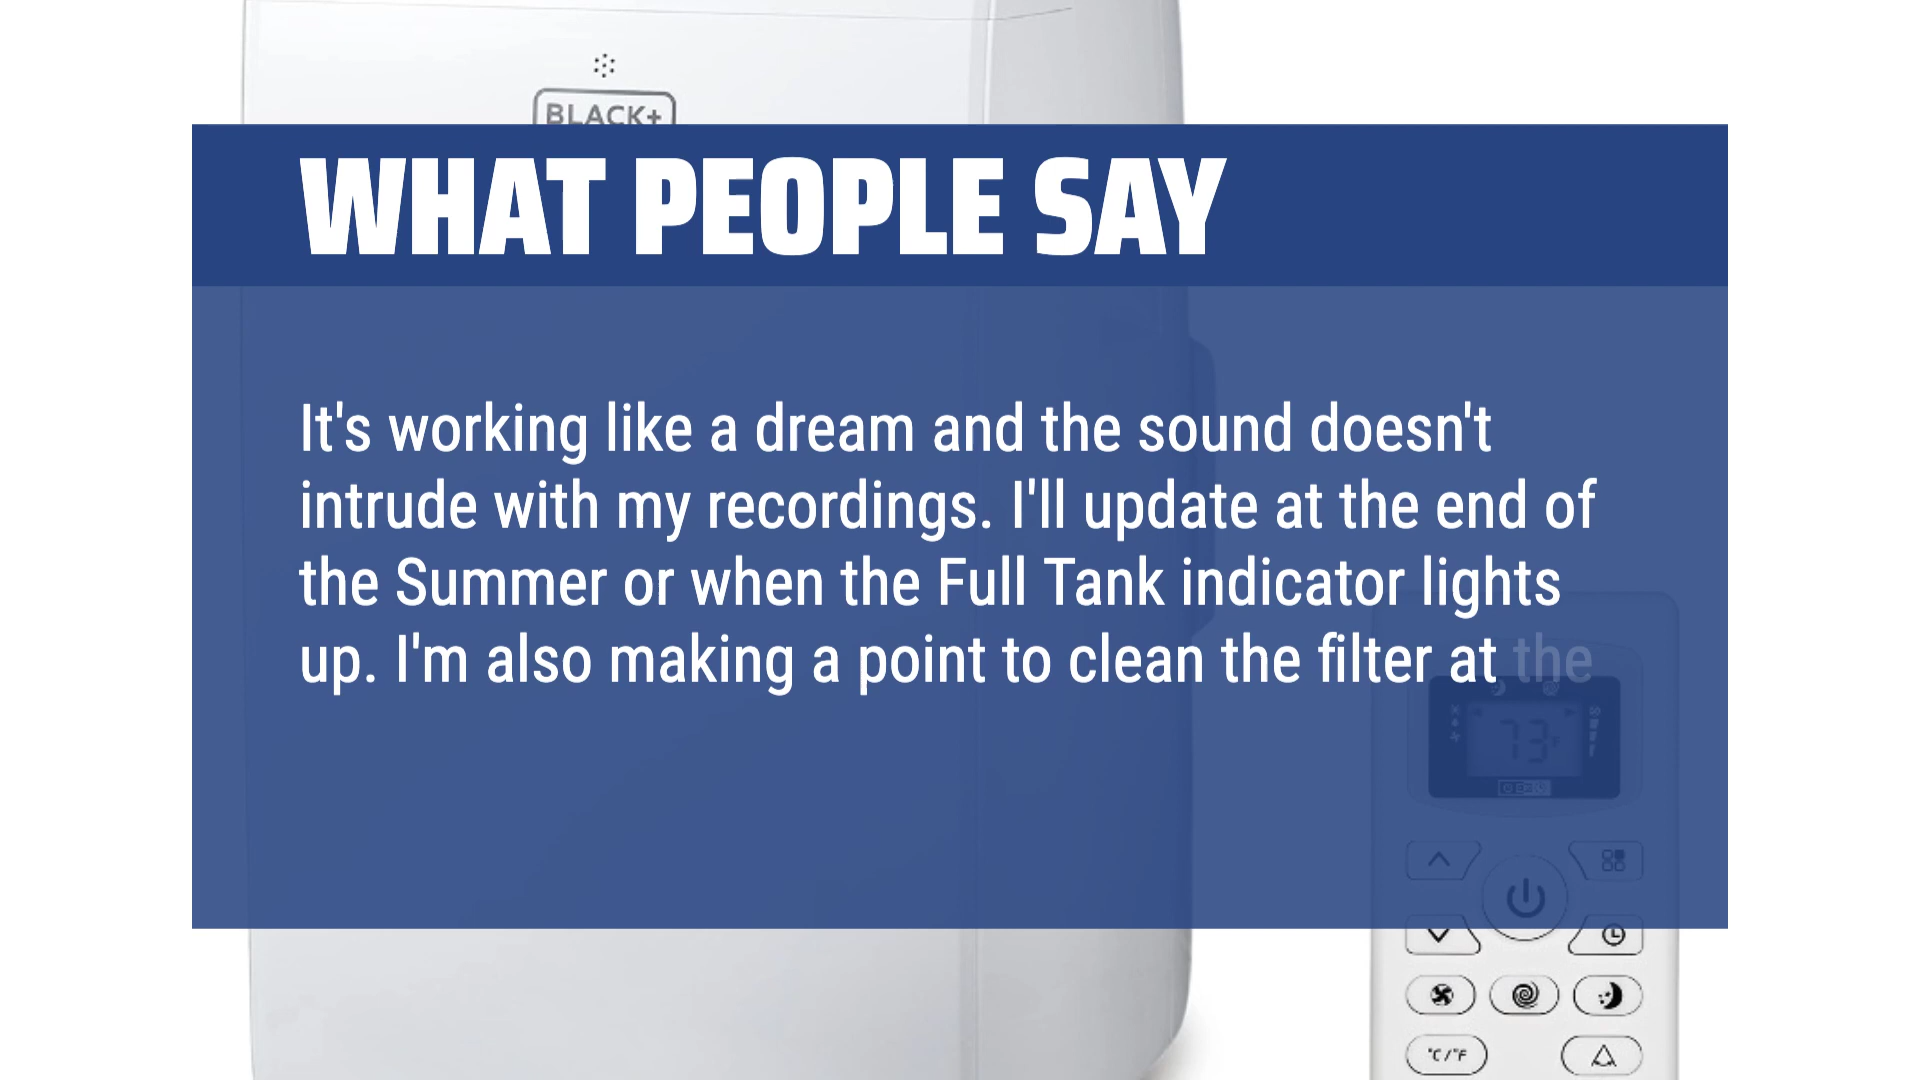 BLACK+
WHAT PEOPLE SAY
It's working like a dream and the sound doesn't
intrude with my recordings. I'll update at the end of
the Summer or when the Full Tank indicator lights
up. I'm also making a point to clean the filter at the
73°F
°C/°F